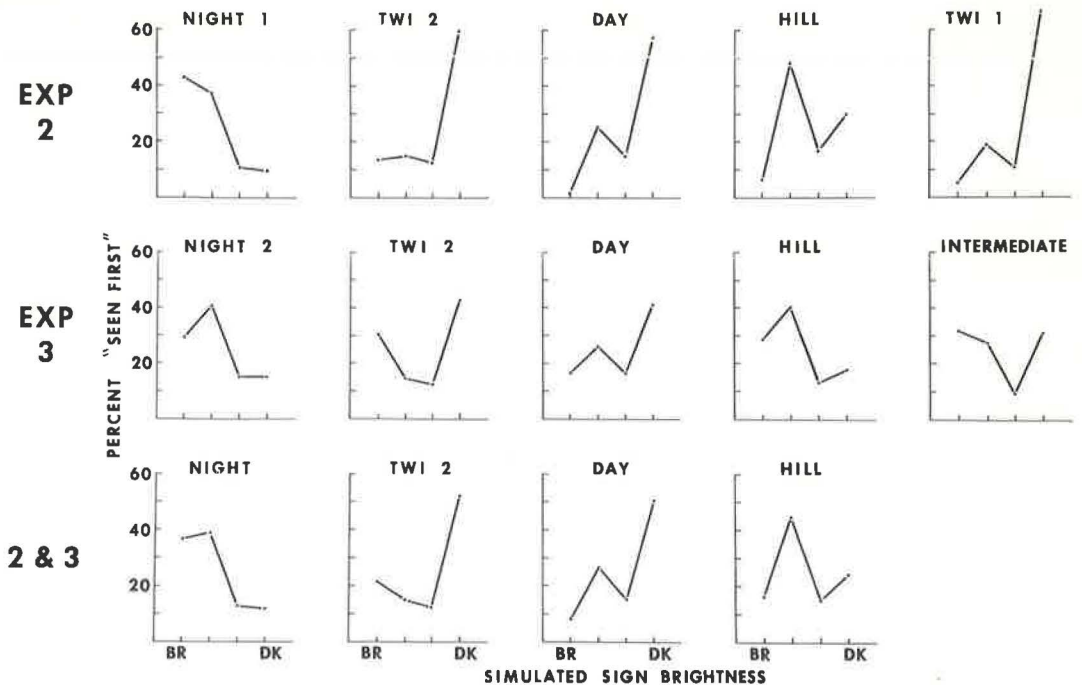 NIGHT 1 TWI 2 DAY HILL TWI 1
60
40
20
EXP
2
NIGHT 2 TWI 2 DAY HILL INTERMEDIATE
60
40
20
EXP
3
PERCENT "SEEN FIRST"
NIGHT TWI 2 DAY HILL
60
40
20
2 & 3
BR DK BR DK BR DK BR DK
SIMULATED SIGN BRIGHTNESS